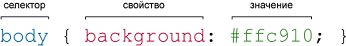 селектор свойство значение
body { background: #ffc910; }